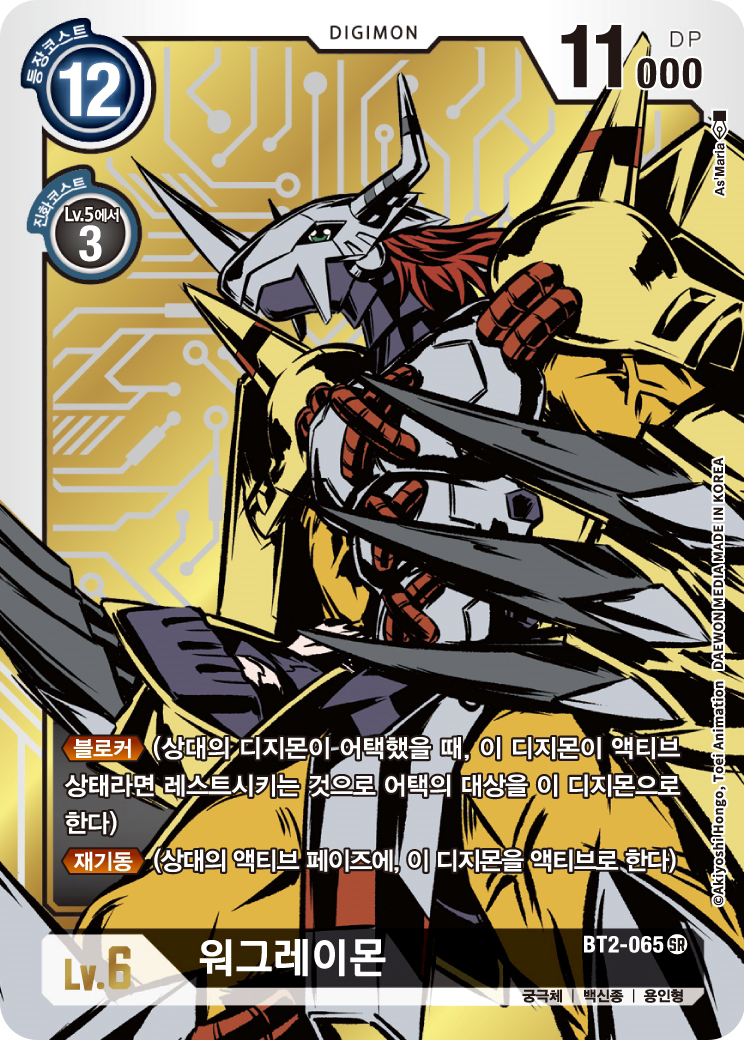 DIGIMON
등장코스트
12
11000
DP
As'Maria
진화코스트
Lv.5에서
3
블로커 (상대의 디지몬이 어택했을 때, 이 디지몬이 액티브
상태라면 레스트시키는 것으로 어택의 대상을 이 디지몬으로
한다)
재기동 (상대의 액티브 페이즈에, 이 디지몬을 액티브로 한다)
©Akiyoshi Hongo, Toei Animation DAEWON MEDIA MADE IN KOREA
Lv.6
워그레이몬
BT2-065 SR
궁극체 | 백신종 | 용인형